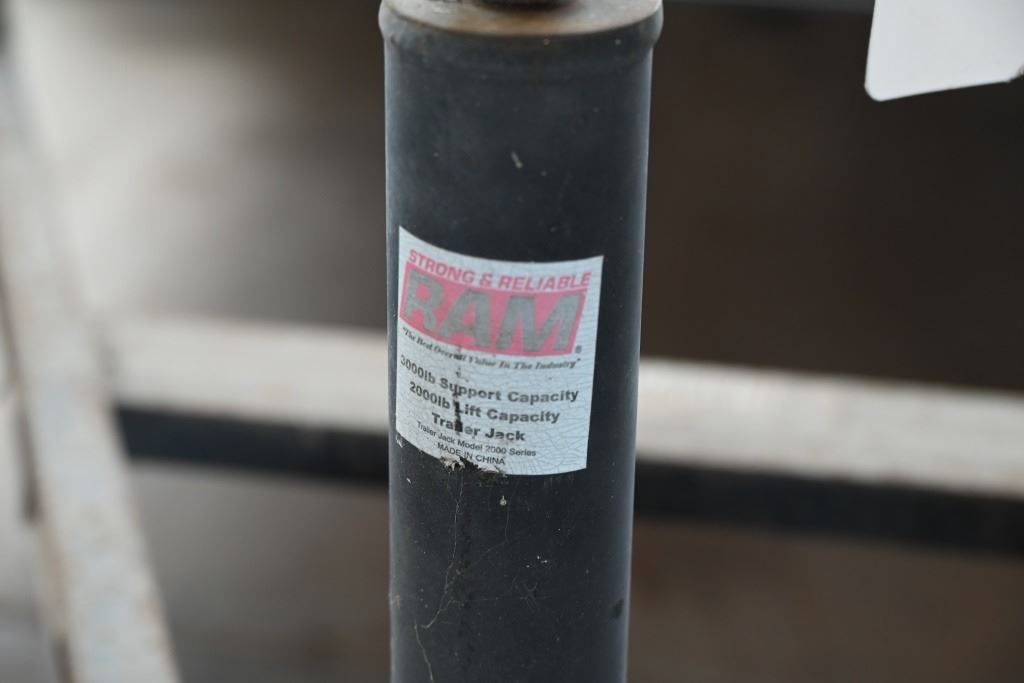 STRONG & RELIABLE
RAM®
"The Best Overall Value In The Industry"
3000lb Support Capacity
2000lb Lift Capacity
Trailer Jack
Trailer Jack Model 2000 Series
MADE IN CHINA